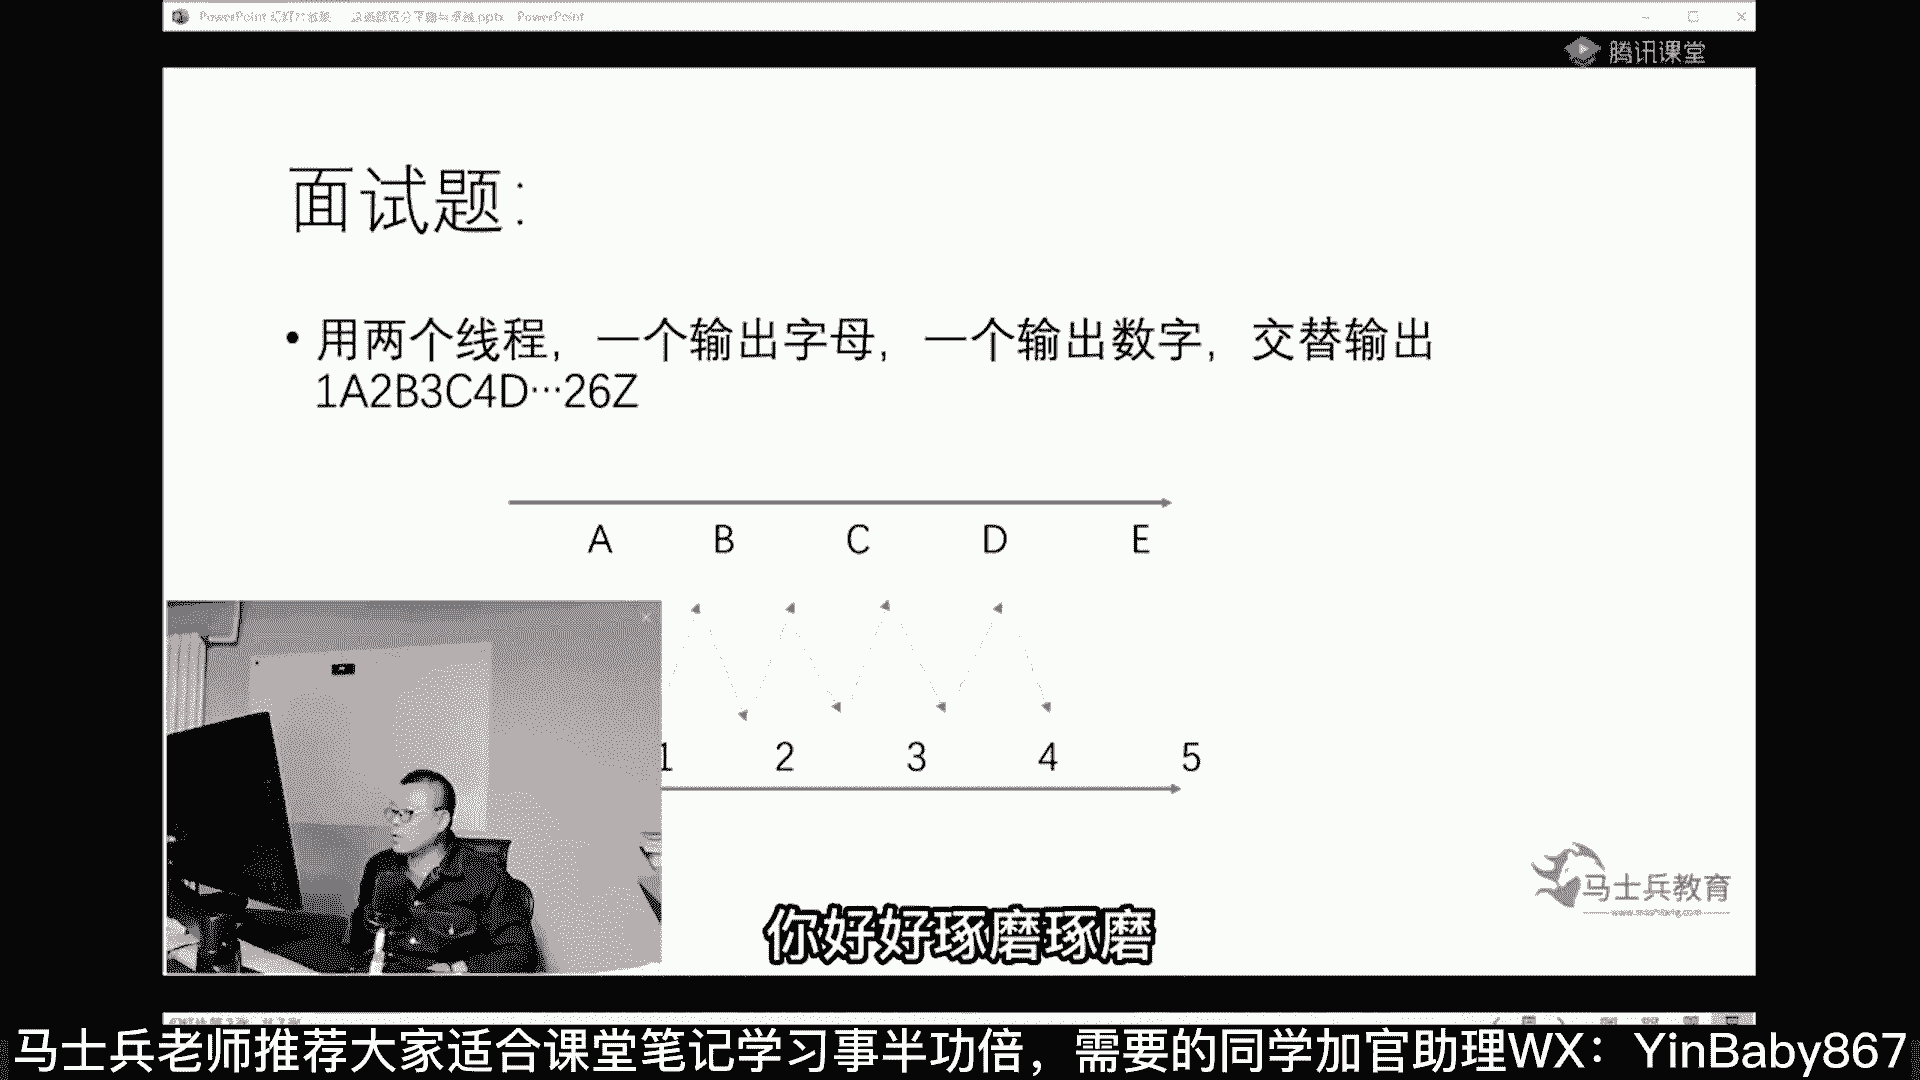 PowerPoint
pptx PowerPoint
腾讯课堂
面试题：
• 用两个线程，一个输出字母，一个输出数字，交替输出
1A2B3C4D…26Z
A B C D E
1 2 3 4 5
马士兵教育
你好好琢磨琢磨
马士兵老师推荐大家适合课堂笔记学习事半功倍，需要的同学加官助理WX：YinBaby867